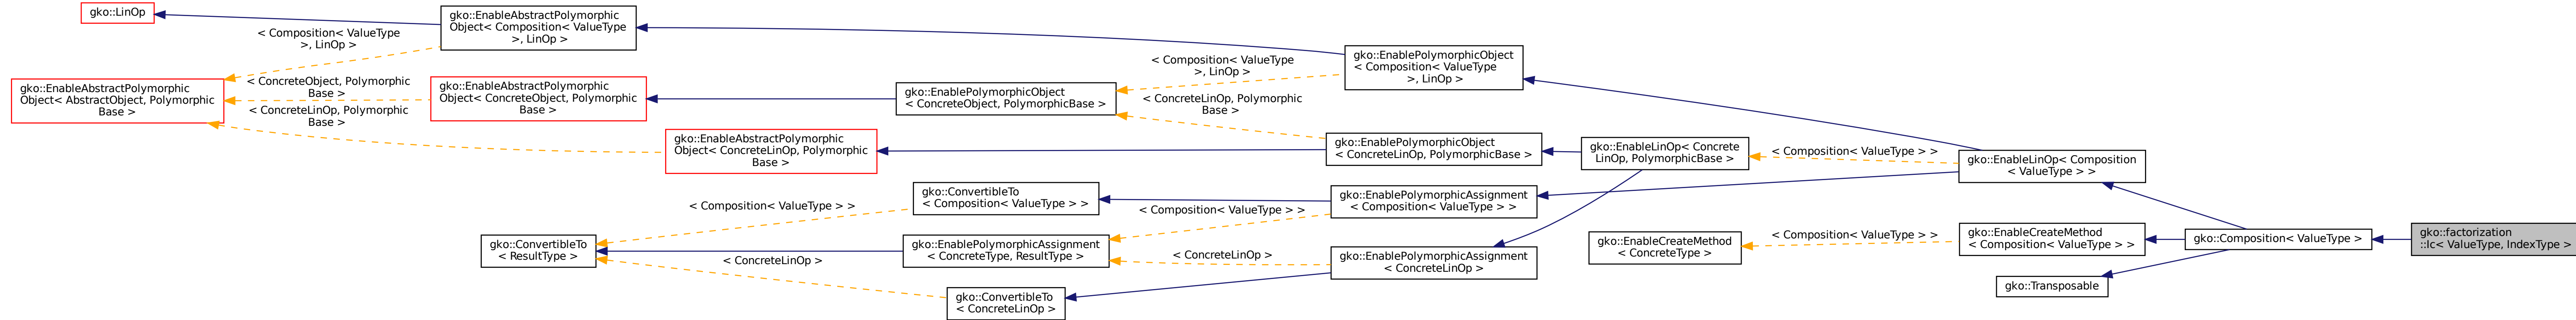 gko::LinOp
gko::EnableAbstractPolymorphic
Object< Composition< ValueType
>, LinOp >
< Composition< ValueType
>, LinOp >
gko::EnableAbstractPolymorphic
Object< AbstractObject, Polymorphic
Base >
< ConcreteObject, Polymorphic
Base >
< ConcreteLinOp, Polymorphic
Base >
gko::EnableAbstractPolymorphic
Object< ConcreteObject, Polymorphic
Base >
gko::EnableAbstractPolymorphic
Object< ConcreteLinOp, Polymorphic
Base >
gko::EnablePolymorphicObject
< ConcreteObject, PolymorphicBase >
< Composition< ValueType
>, LinOp >
< ConcreteLinOp, Polymorphic
Base >
gko::EnablePolymorphicObject
< Composition< ValueType
>, LinOp >
gko::EnablePolymorphicObject
< ConcreteLinOp, PolymorphicBase >
gko::EnableLinOp< Concrete
LinOp, PolymorphicBase >
< Composition< ValueType > >
gko::EnableLinOp< Composition
< ValueType > >
gko::ConvertibleTo
< Composition< ValueType > >
< Composition< ValueType > >
gko::ConvertibleTo
< ResultType >
gko::EnablePolymorphicAssignment
< ConcreteType, ResultType >
< ConcreteLinOp >
gko::ConvertibleTo
< ConcreteLinOp >
< Composition< ValueType > >
< ConcreteLinOp >
gko::EnablePolymorphicAssignment
< Composition< ValueType > >
gko::EnablePolymorphicAssignment
< ConcreteLinOp >
gko::EnableCreateMethod
< ConcreteType >
< Composition< ValueType > >
gko::EnableCreateMethod
< Composition< ValueType > >
gko::Transposable
gko::Composition< ValueType >
gko::factorization
::Ic< ValueType, IndexType >